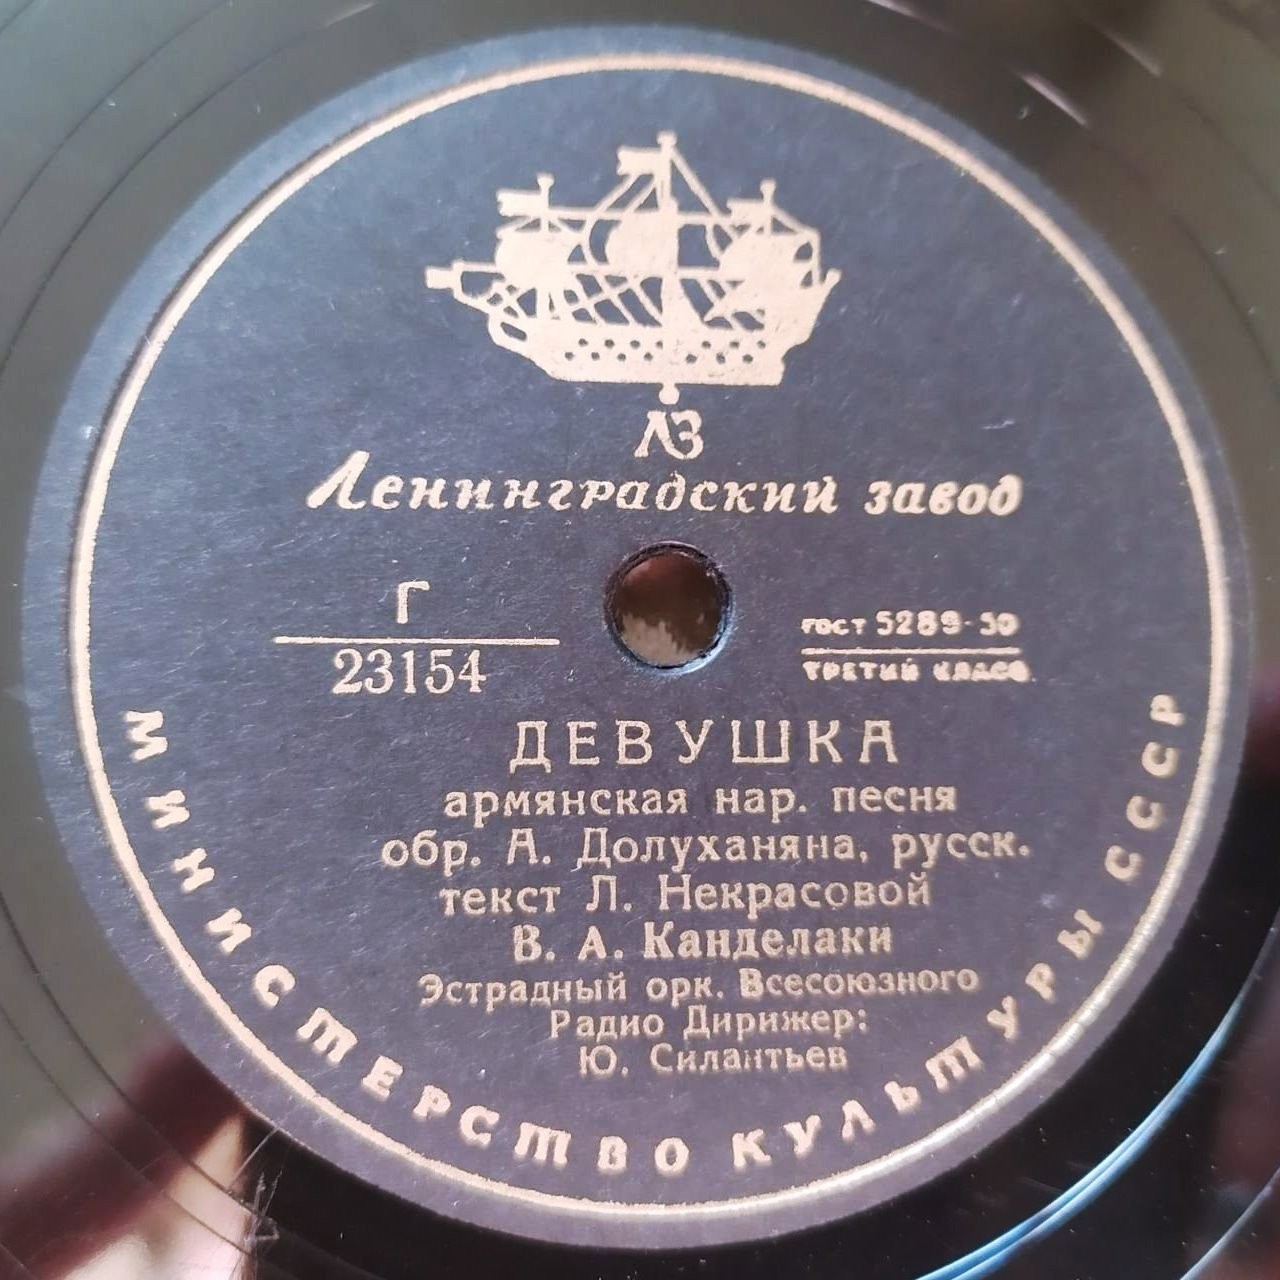 ЛЗ
Ленинградский завод
Г
23154
ГОСТ 5289-50
ТРЕТИЙ КЛАСС
ДЕВУШКА
армянская нар. песня
обр. А. Долуханяна, русск.
текст Л. Некрасовой
В. А. Канделаки
Эстрадный орк. Всесоюзного
Радио Дирижер:
Ю. Силантьев
МИНИСТЕРСТВО КУЛЬТУРЫ СССР